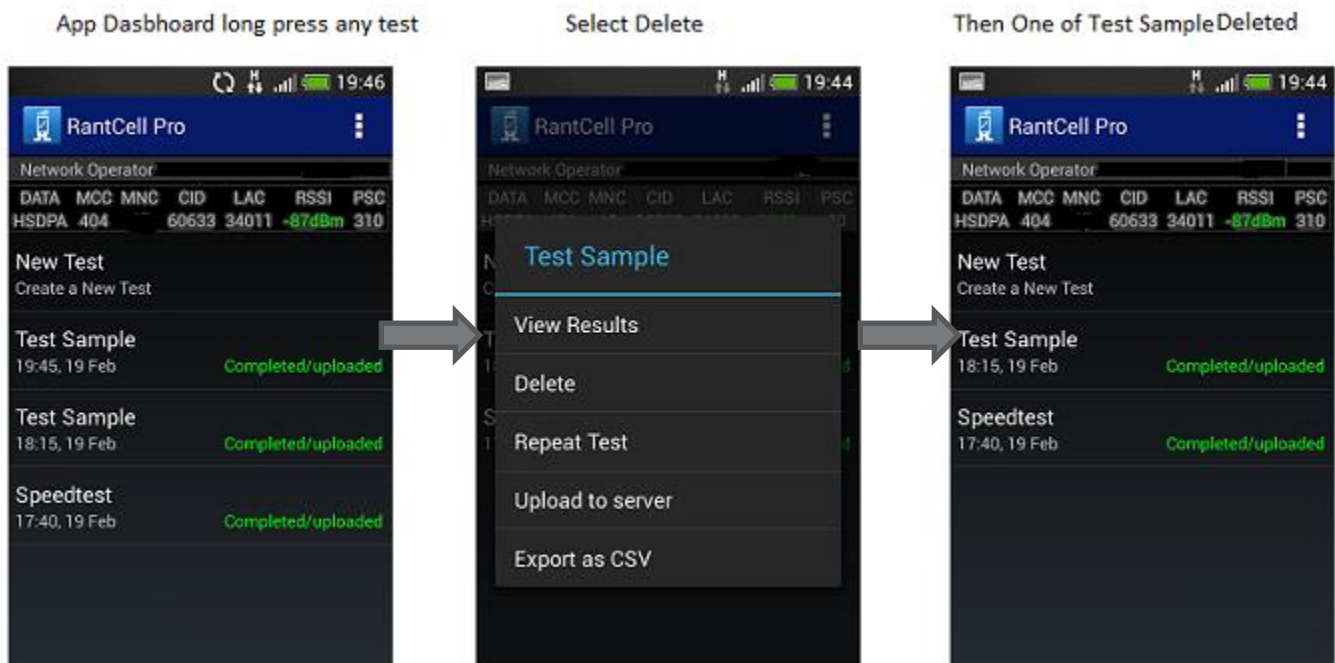 App Dasbhoard long press any test
Select Delete
Then One of Test Sample Deleted
19:46
RantCell Pro
Network Operator
DATA MCC MNC CID LAC RSSI PSC
HSDPA 404 60633 34011 -87dBm 310
New Test
Create a New Test
Test Sample
19:45, 19 Feb Completed/uploaded
Test Sample
18:15, 19 Feb Completed/uploaded
Speedtest
17:40, 19 Feb Completed/uploaded
19:44
RantCell Pro
Network Operator
DATA MCC MNC CID LAC RSSI PSC
Test Sample
View Results
Delete
Repeat Test
Upload to server
Export as CSV
19:44
RantCell Pro
Network Operator
DATA MCC MNC CID LAC RSSI PSC
HSDPA 404 60633 34011 -87dBm 310
New Test
Create a New Test
Test Sample
18:15, 19 Feb Completed/uploaded
Speedtest
17:40, 19 Feb Completed/uploaded